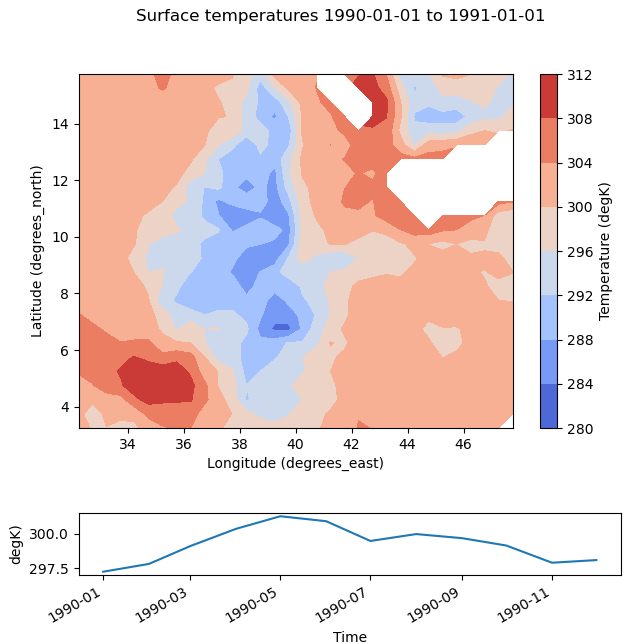 Surface temperatures 1990-01-01 to 1991-01-01
312
308
304
300
296
292
288
284
280
Temperature (degK)
14
12
10
8
6
4
Latitude (degrees_north)
34 36 38 40 42 44 46
Longitude (degrees_east)
300.0
297.5
degK)
1990-01 1990-03 1990-05 1990-07 1990-09 1990-11
Time